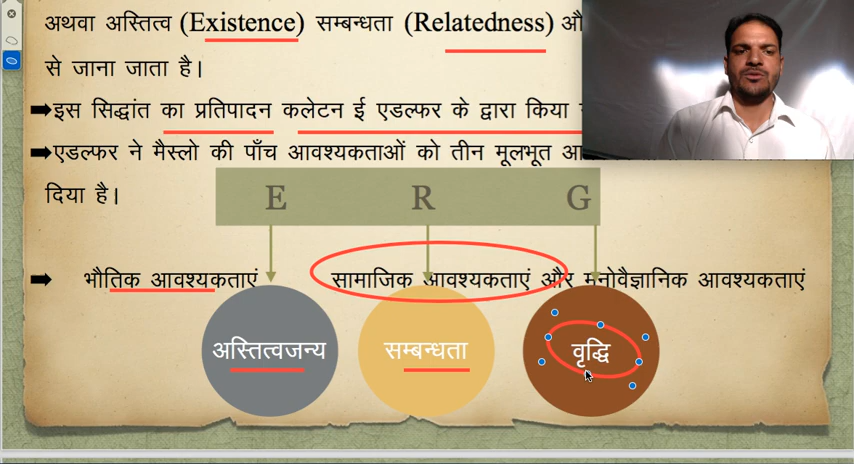 अथवा अस्तित्व (Existence) सम्बन्धता (Relatedness) औ
से जाना जाता है।
➡इस सिद्धांत का प्रतिपादन कलेटन ई एडल्फर के द्वारा किया
➡एडल्फर ने मैस्लो की पाँच आवश्यकताओं को तीन मूलभूत आ
दिया है।
E R G
➡ भौतिक आवश्यकताएं सामाजिक आवश्यकताएं और मनोवैज्ञानिक आवश्यकताएं
अस्तित्वजन्य सम्बन्धता वृद्धि